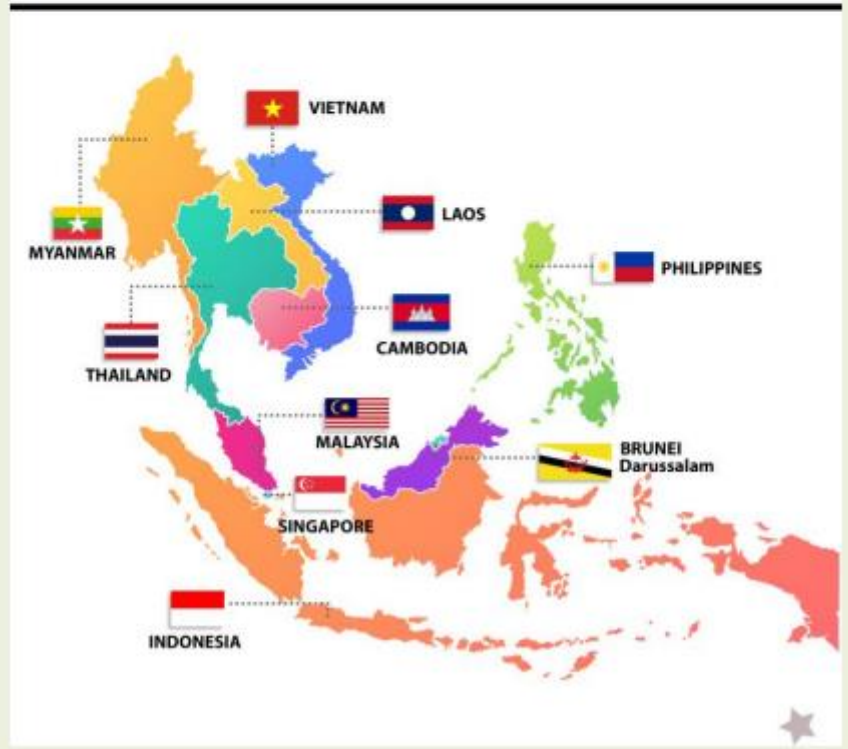 VIETNAM
LAOS
MYANMAR
PHILIPPINES
CAMBODIA
THAILAND
MALAYSIA
BRUNEI
Darussalam
SINGAPORE
INDONESIA